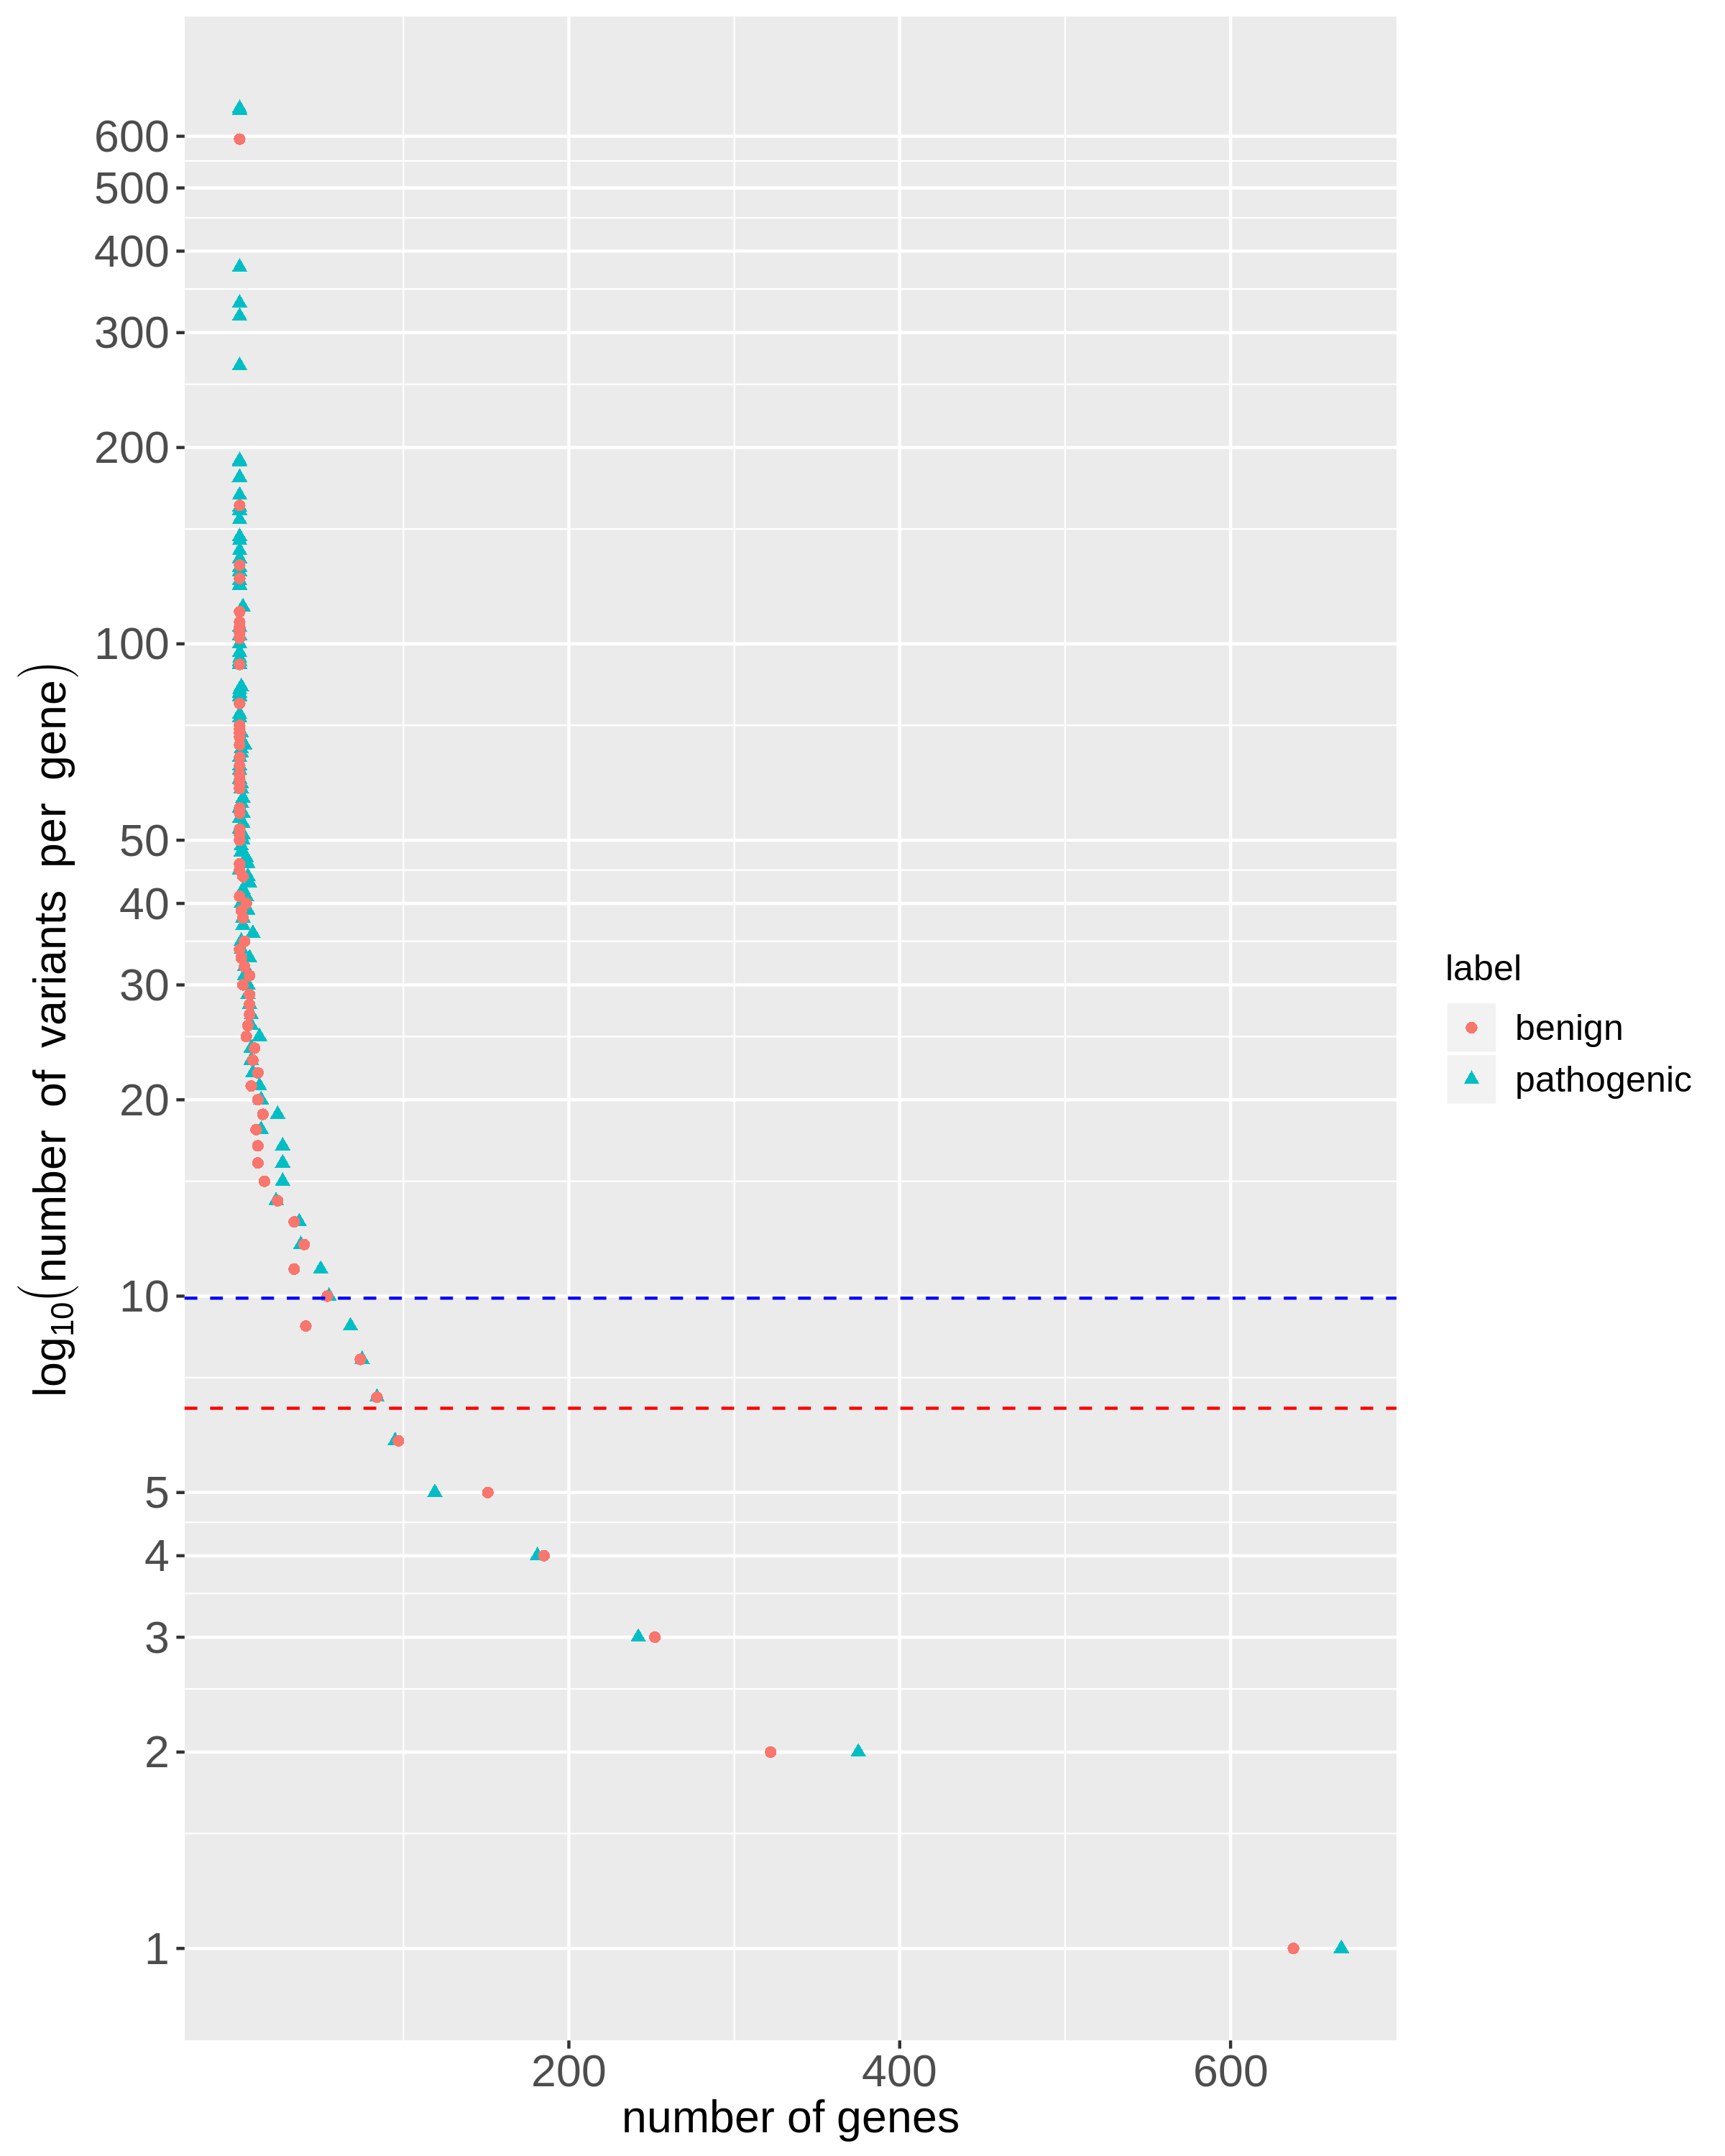 log10(number of variants per gene)
600
500
400
300
200
100
50
40
30
20
10
5
4
3
2
1
200 400 600
number of genes
label
benign
pathogenic